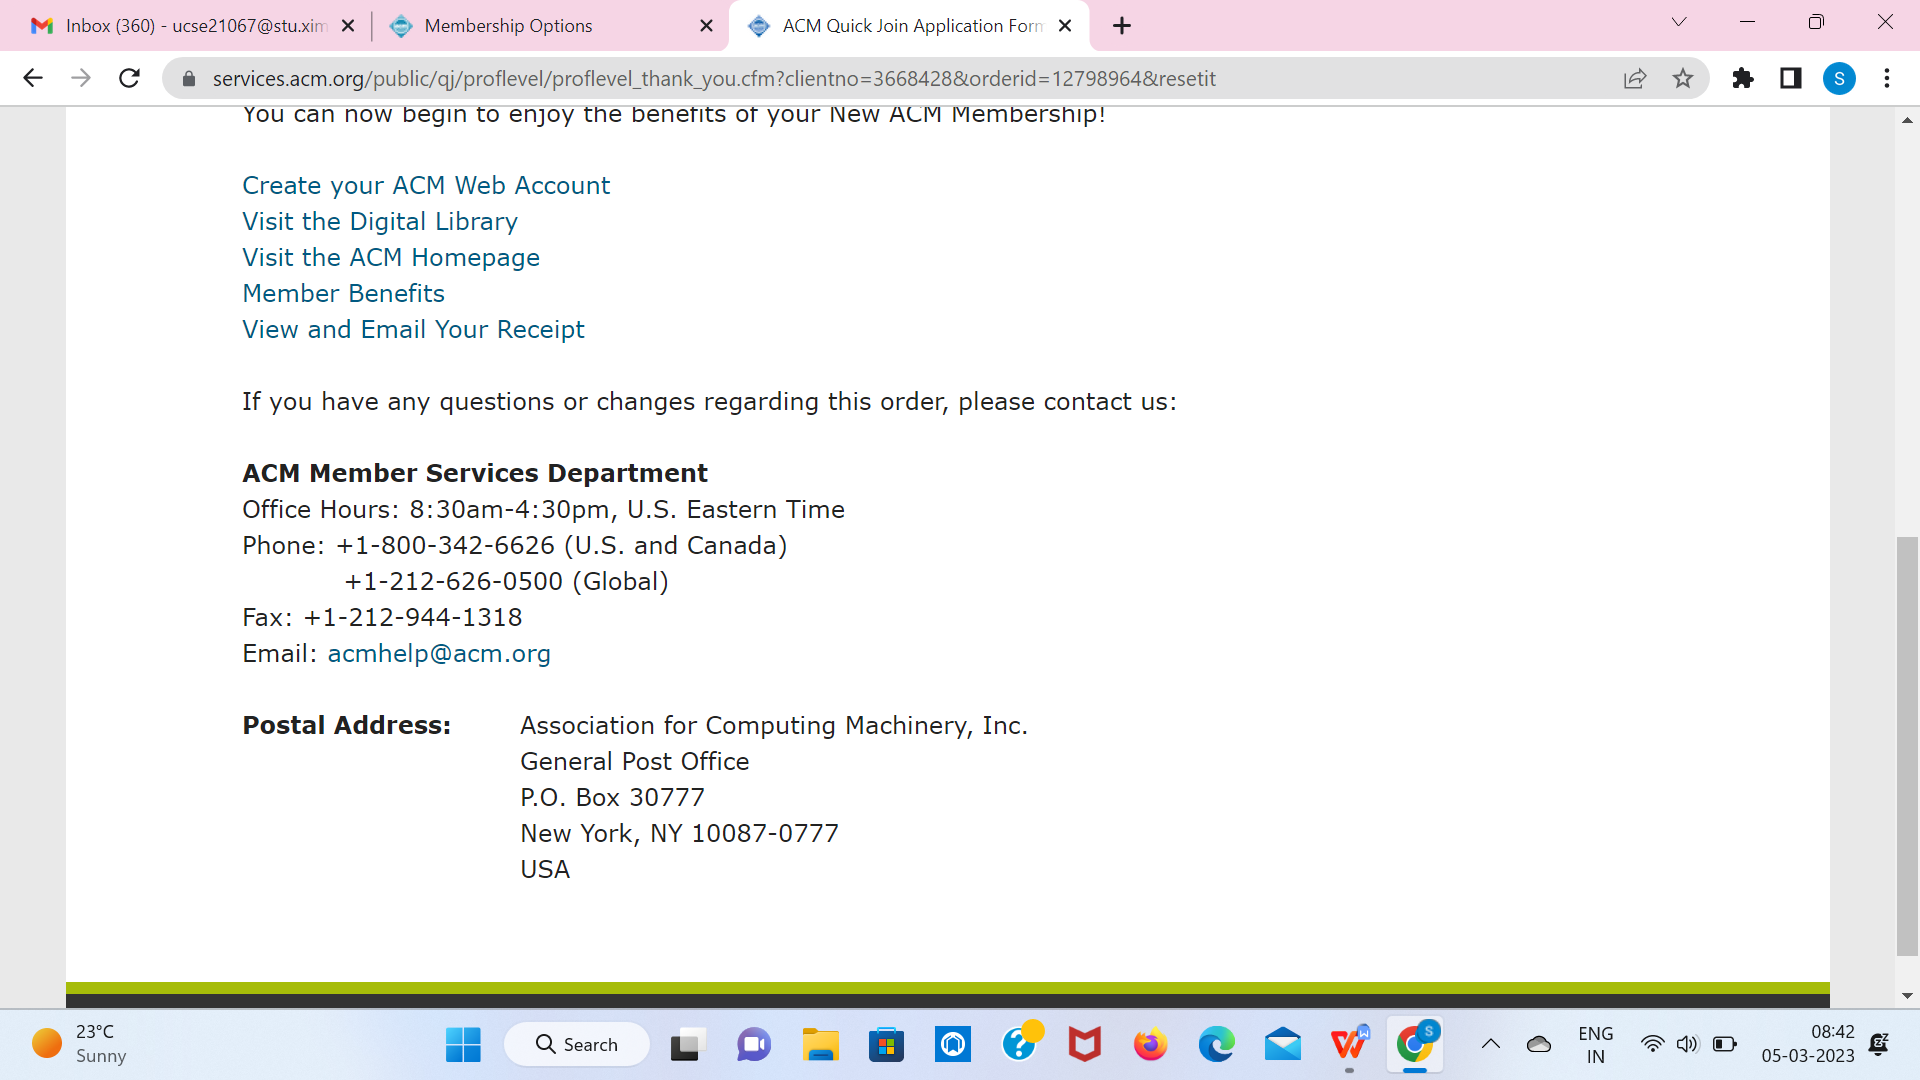 Inbox (360) - ucse21067@stu.xim
Membership Options
ACM Quick Join Application Form
services.acm.org/public/qj/proflevel/proflevel_thank_you.cfm?clientno=3668428&orderid=12798964&resetit
S
You can now begin to enjoy the benefits of your New ACM Membership!
Create your ACM Web Account
Visit the Digital Library
Visit the ACM Homepage
Member Benefits
View and Email Your Receipt
If you have any questions or changes regarding this order, please contact us:
ACM Member Services Department
Office Hours: 8:30am-4:30pm, U.S. Eastern Time
Phone: +1-800-342-6626 (U.S. and Canada)
+1-212-626-0500 (Global)
Fax: +1-212-944-1318
Email: acmhelp@acm.org
Postal Address: Association for Computing Machinery, Inc.
General Post Office
P.O. Box 30777
New York, NY 10087-0777
USA
23°C
Sunny
Search
S
ENG
IN
08:42
05-03-2023